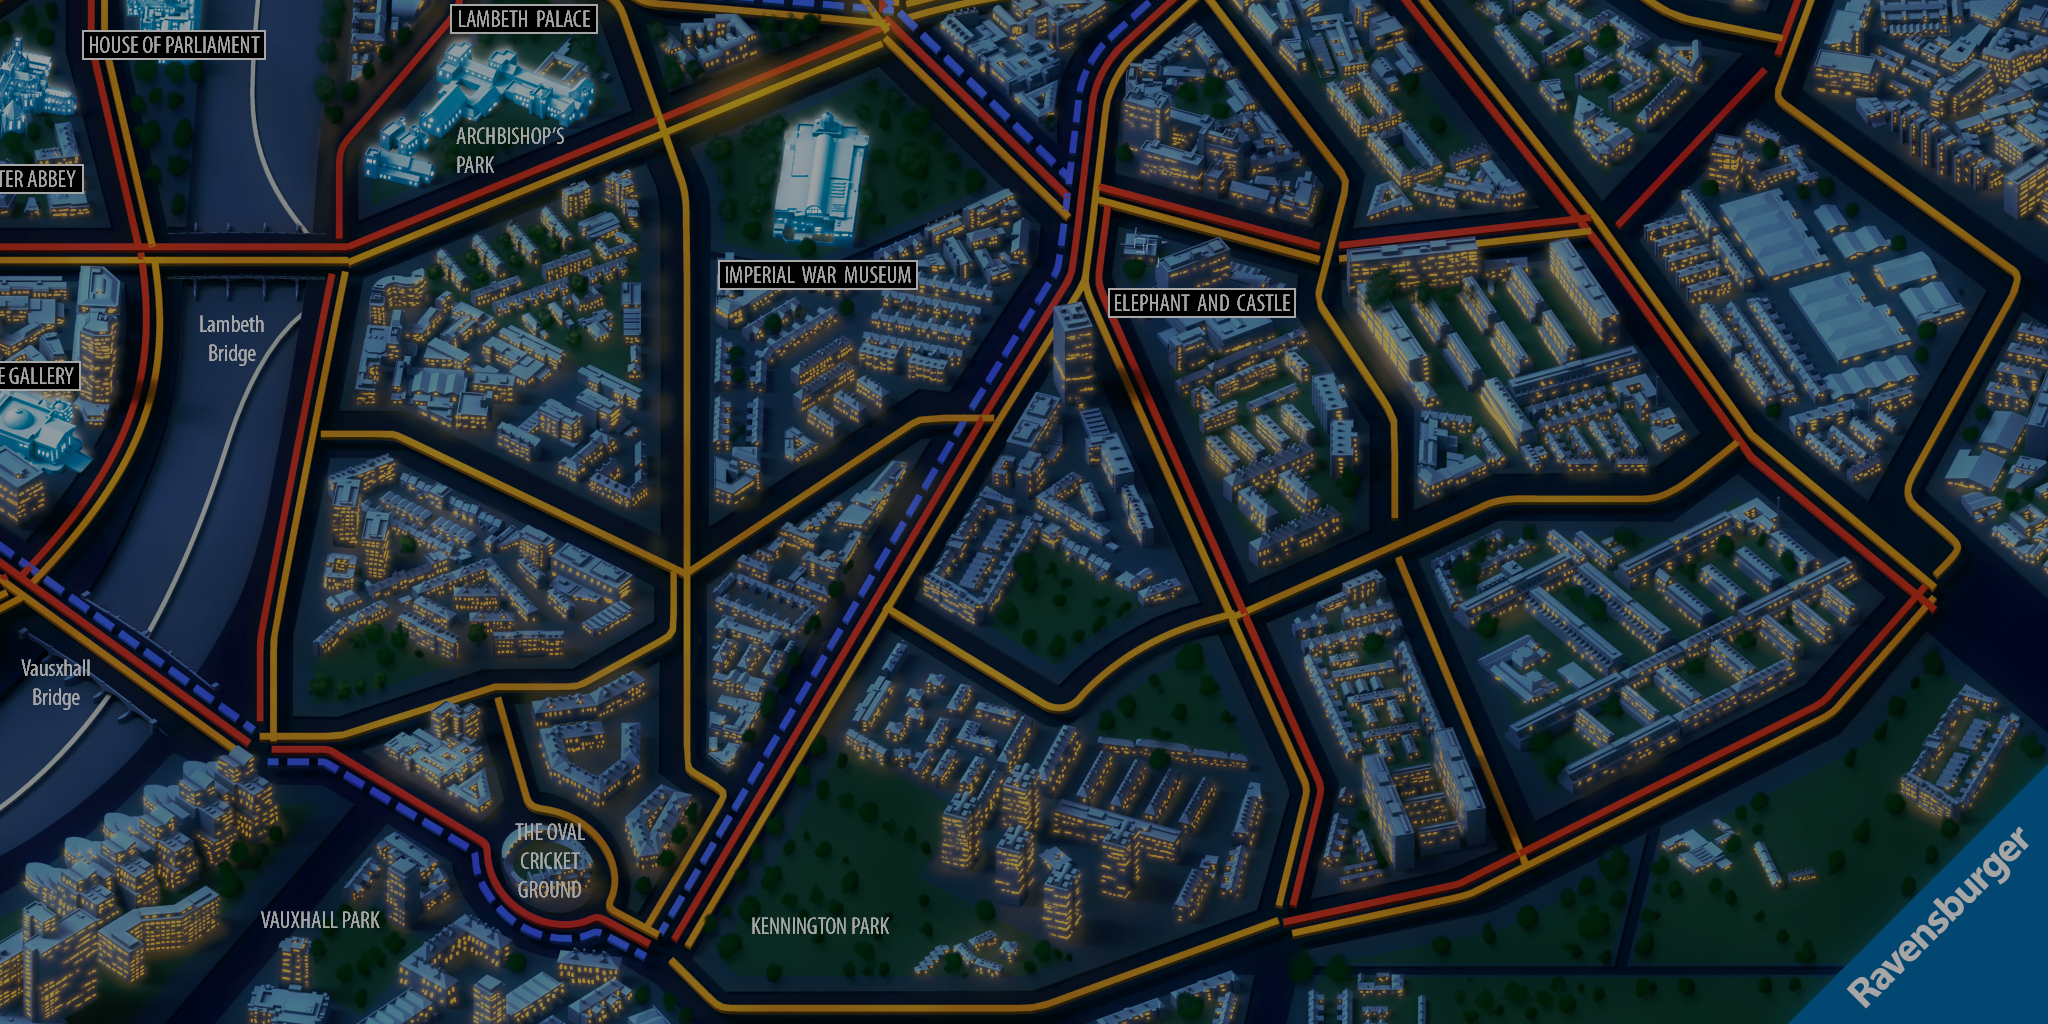 LAMBETH PALACE
HOUSE OF PARLIAMENT
ARCHBISHOP'S
PARK
TER ABBEY
IMPERIAL WAR MUSEUM
ELEPHANT AND CASTLE
Lambeth
Bridge
E GALLERY
Vausxhall
Bridge
THE OVAL
CRICKET
GROUND
VAUXHALL PARK
KENNINGTON PARK
Ravensburger